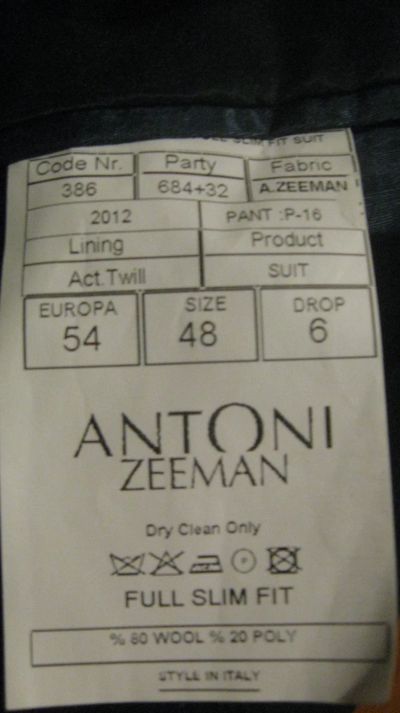 FULL SLIM FIT SUIT
Code Nr. Party Fabric
386 684+32 A.ZEEMAN
2012 PANT :P-16
Lining Product
Act.Twill SUIT
EUROPA SIZE DROP
54 48 6
ANTONI
ZEEMAN
Dry Clean Only
FULL SLIM FIT
% 80 WOOL % 20 POLY
STYLE IN ITALY